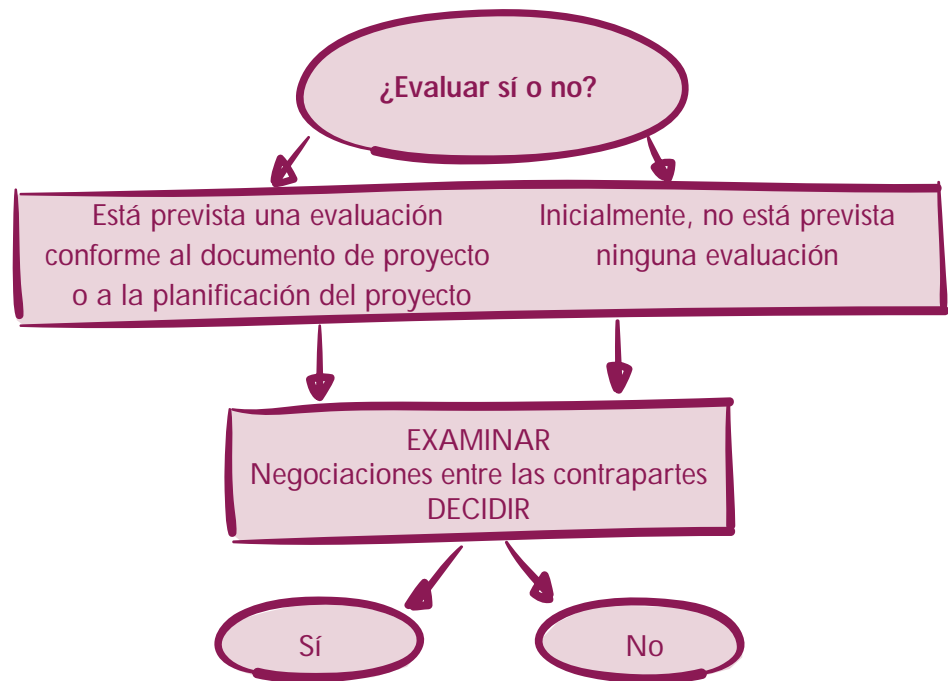 ¿Evaluar sí o no?
Está prevista una evaluación
conforme al documento de proyecto
o a la planificación del proyecto
Inicialmente, no está prevista
ninguna evaluación
EXAMINAR
Negociaciones entre las contrapartes
DECIDIR
Sí
No